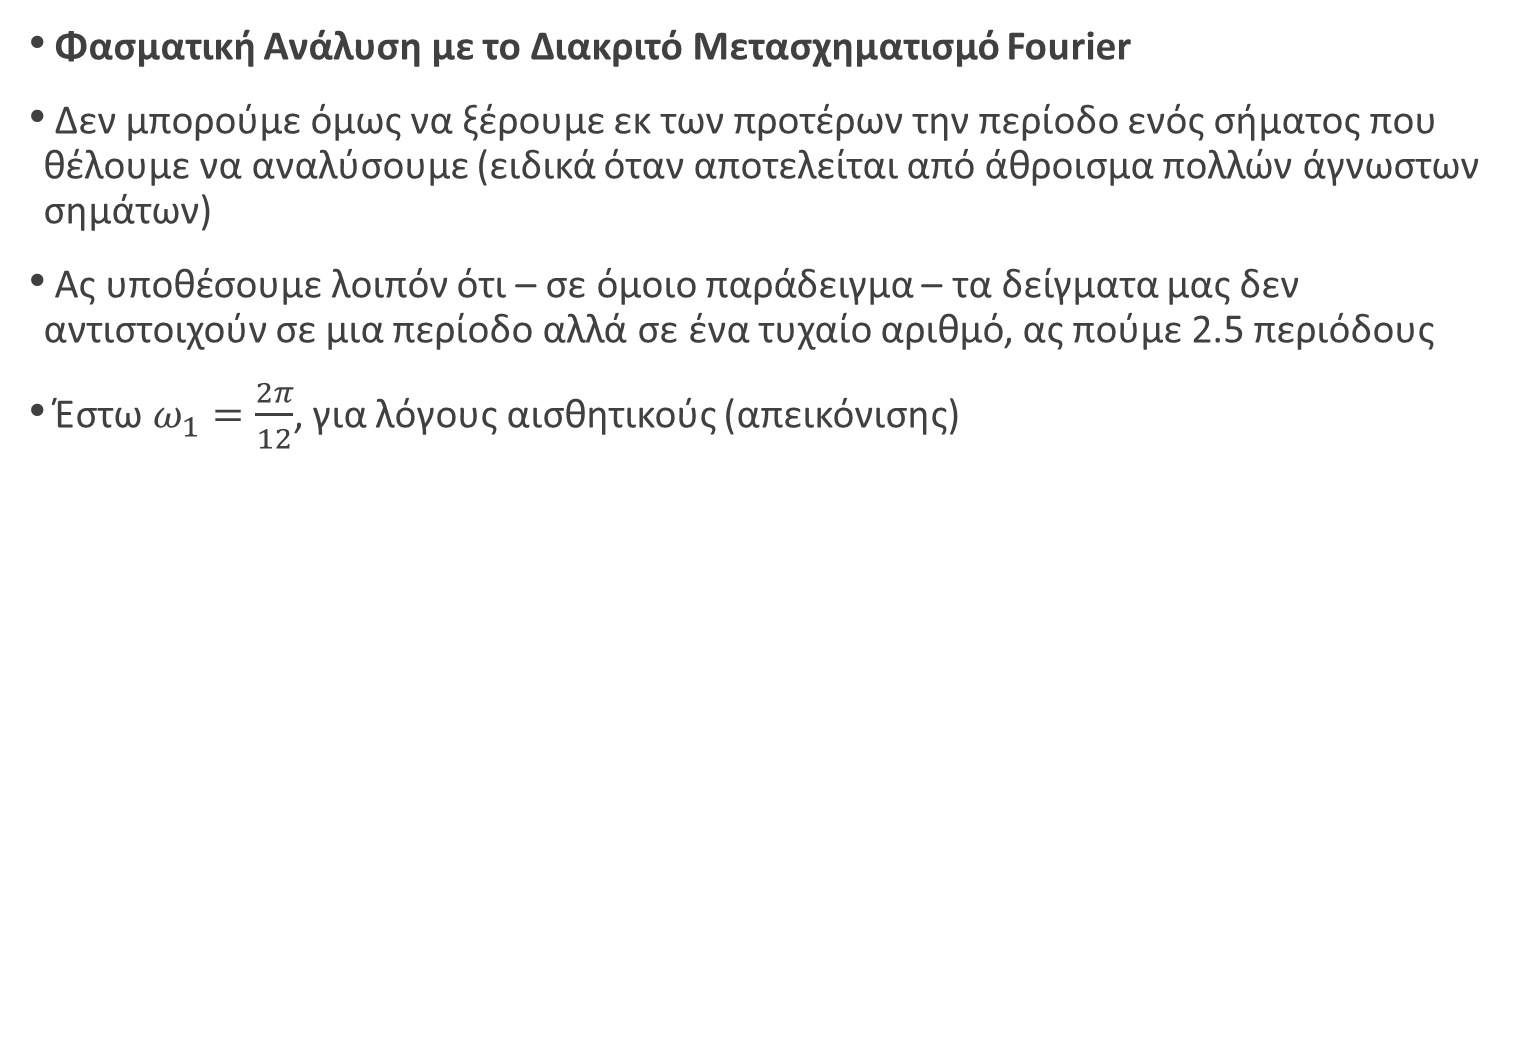 • Φασματική Ανάλυση με το Διακριτό Μετασχηματισμό Fourier
• Δεν μπορούμε όμως να ξέρουμε εκ των προτέρων την περίοδο ενός σήματος που
θέλουμε να αναλύσουμε (ειδικά όταν αποτελείται από άθροισμα πολλών άγνωστων
σημάτων)
• Ας υποθέσουμε λοιπόν ότι – σε όμοιο παράδειγμα – τα δείγματα μας δεν
αντιστοιχούν σε μια περίοδο αλλά σε ένα τυχαίο αριθμό, ας πούμε 2.5 περιόδους
• Έστω 𝜔₁ = 2𝜋/12, για λόγους αισθητικούς (απεικόνισης)